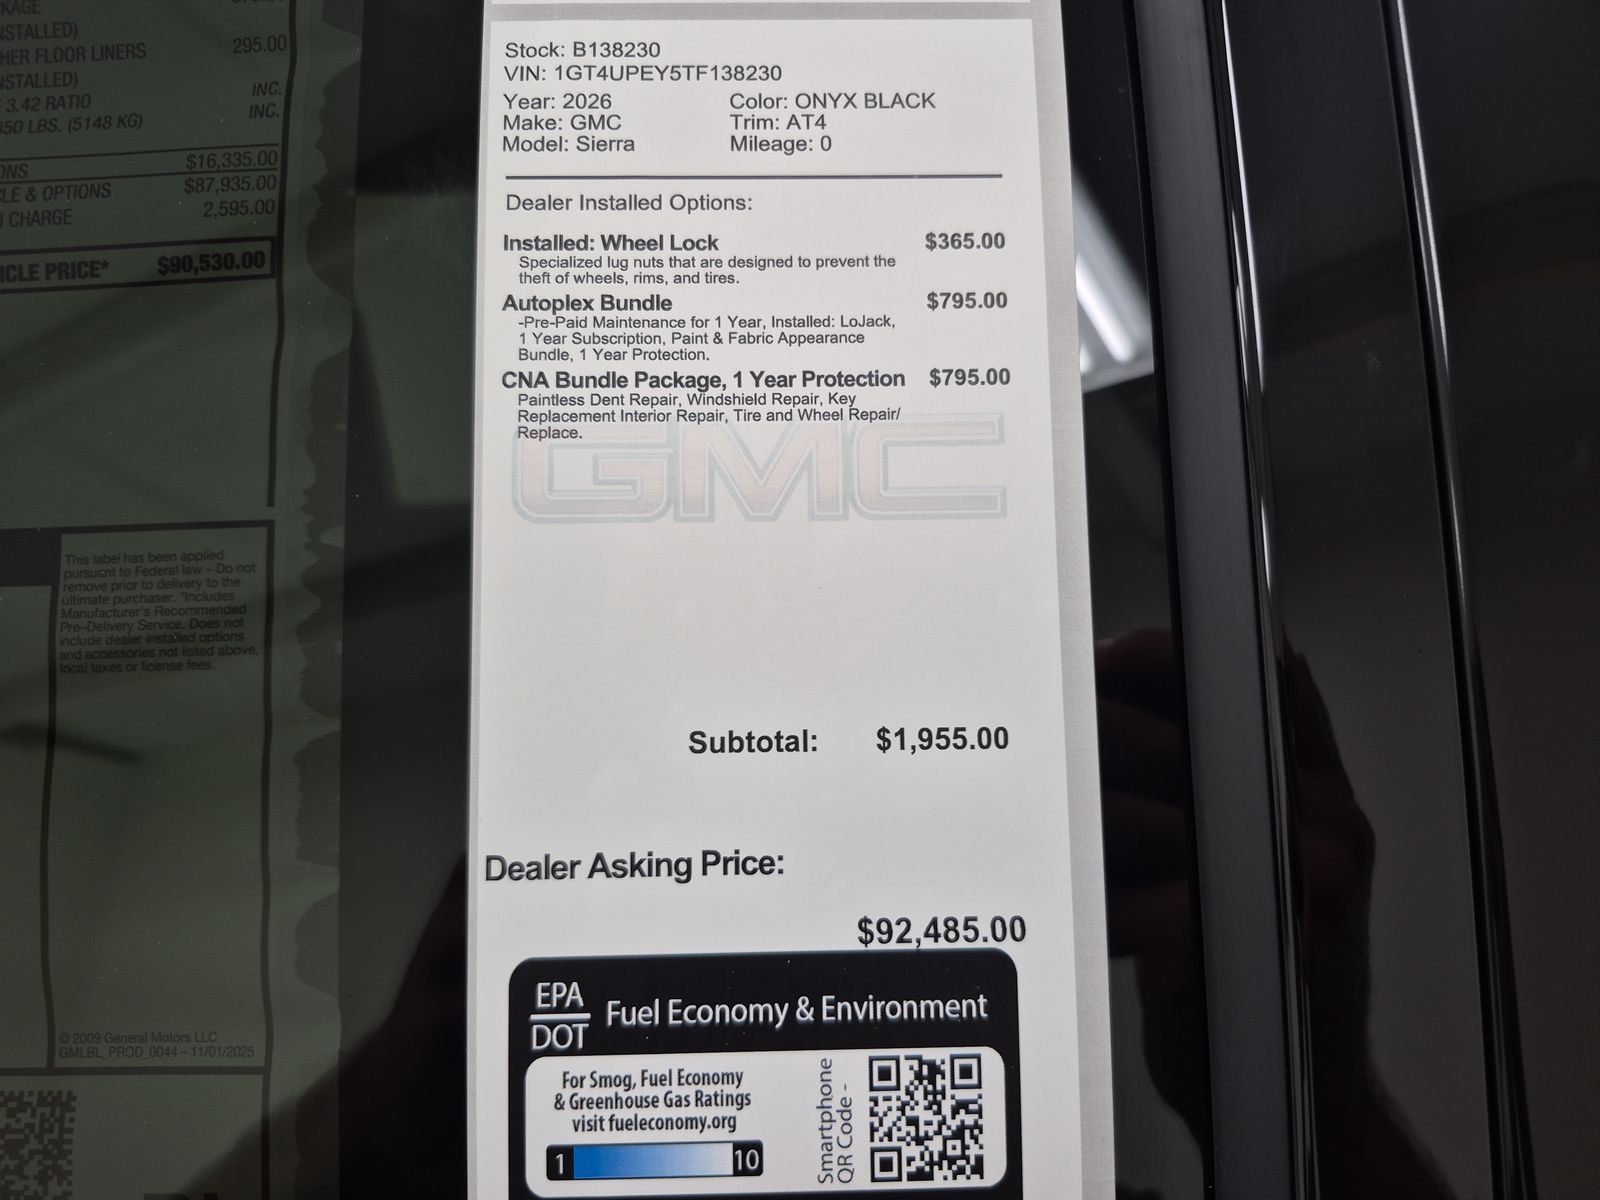 KAGE
NSTALLED)
HER FLOOR LINERS 295.00
NSTALLED)
3.42 RATIO INC.
350 LBS. (5148 KG) INC.
ONS $16,335.00
CLE & OPTIONS $87,935.00
N CHARGE 2,595.00
ICLE PRICE* $90,530.00
This label has been applied
pursuant to Federal law – Do not
remove prior to delivery to the
ultimate purchaser. *Includes
Manufacturer's Recommended
Pre-Delivery Service. Does not
include dealer installed options
and accessories not listed above,
local taxes or license fees.
© 2009 General Motors LLC
GMLBL_PROD_0044 – 11/01/2025
Stock: B138230
VIN: 1GT4UPEY5TF138230
Year: 2026 Color: ONYX BLACK
Make: GMC Trim: AT4
Model: Sierra Mileage: 0
Dealer Installed Options:
Installed: Wheel Lock $365.00
Specialized lug nuts that are designed to prevent the
theft of wheels, rims, and tires.
Autoplex Bundle $795.00
-Pre-Paid Maintenance for 1 Year, Installed: LoJack,
1 Year Subscription, Paint & Fabric Appearance
Bundle, 1 Year Protection.
CNA Bundle Package, 1 Year Protection $795.00
Paintless Dent Repair, Windshield Repair, Key
Replacement Interior Repair, Tire and Wheel Repair/
Replace.
GMC
Subtotal: $1,955.00
Dealer Asking Price:
$92,485.00
EPA
DOT
Fuel Economy & Environment
For Smog, Fuel Economy
& Greenhouse Gas Ratings
visit fueleconomy.org
1 10
Smartphone
QR Code -